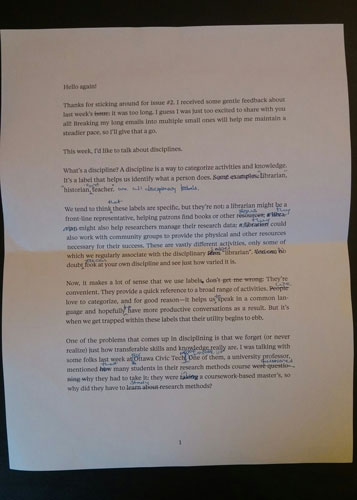 Hello again!
Thanks for sticking around for issue #2. I received some gentle feedback about
last week's issue: it was too long. I guess I was just too excited to share with you
all! Breaking my long emails into multiple small ones will help me maintain a
steadier pace, so I'll give that a go.
This week, I'd like to talk about disciplines.
What's a discipline? A discipline is a way to categorize activities and knowledge.
It's a label that helps us identify what a person does. Some examples: librarian,
historian, teacher. are all disciplinary labels.
that
We tend to think these labels are specific, but they're not: a librarian might be a
front-line representative, helping patrons find books or other resources; a libra-
rian might also help researchers manage their research data; a librarian could
also work with community groups to provide the physical and other resources
necessary for their success. These are vastly different activities, only some of
which we regularly associate with the disciplinary "librarian". You can no
doubt look at your own discipline and see just how varied it is.
Now, it makes a lot of sense that we use labels, don't get me wrong: They're
convenient. They provide a quick reference to a broad range of activities. People
love to categorize, and for good reason—it helps us speak in a common lan-
guage and hopefully have more productive conversations as a result. But it's
when we get trapped within these labels that their utility begins to ebb.
One of the problems that comes up in disciplining is that we forget (or never
realize) just how transferable skills and knowledge really are. I was talking with
some folks last week at Ottawa Civic Tech. One of them, a university professor,
mentioned how many students in their research methods course were question-
ing why they had to take it; they were taking a coursework-based master's, so
why did they have to learn about research methods?
1